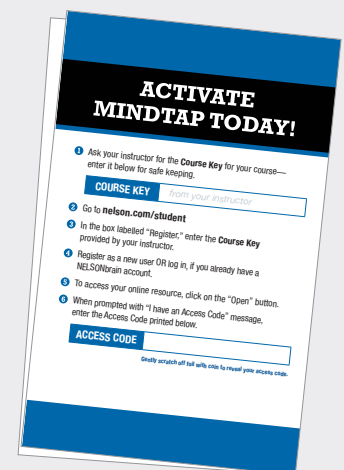 ACTIVATE
MINDTAP TODAY!
1 Ask your instructor for the Course Key for your course—
enter it below for safe keeping.
COURSE KEY from your instructor
2 Go to nelson.com/student
3 In the box labelled “Register,” enter the Course Key
provided by your instructor.
4 Register as a new user OR log in, if you already have a
NELSONbrain account.
5 To access your online resource, click on the “Open” button.
6 When prompted with “I have an Access Code” message,
enter the Access Code printed below.
ACCESS CODE
Gently scratch off foil with coin to reveal your access code.